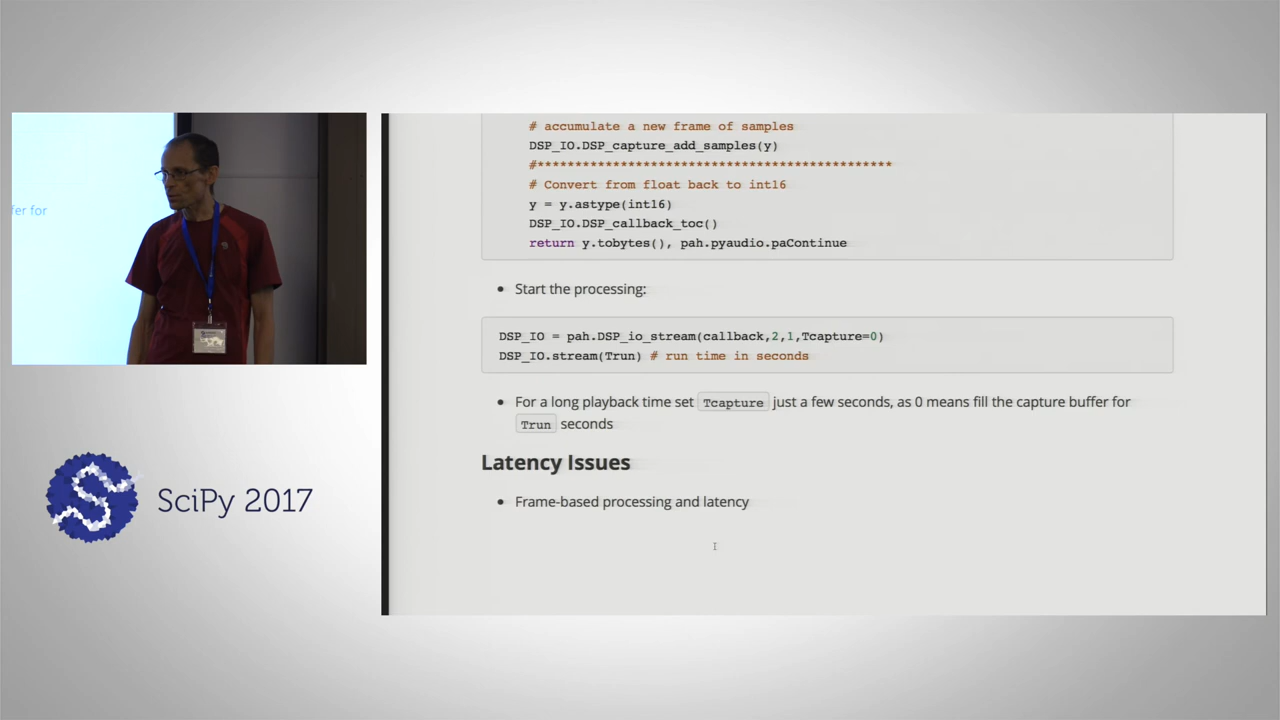 fer for
# accumulate a new frame of samples
DSP_IO.DSP_capture_add_samples(y)
#***********************************************
# Convert from float back to int16
y = y.astype(int16)
DSP_IO.DSP_callback_toc()
return y.tobytes(), pah.pyaudio.paContinue
• Start the processing:
DSP_IO = pah.DSP_io_stream(callback,2,1,Tcapture=0)
DSP_IO.stream(Trun) # run time in seconds
• For a long playback time set Tcapture just a few seconds, as 0 means fill the capture buffer for
Trun seconds
Latency Issues
• Frame-based processing and latency
SciPy 2017